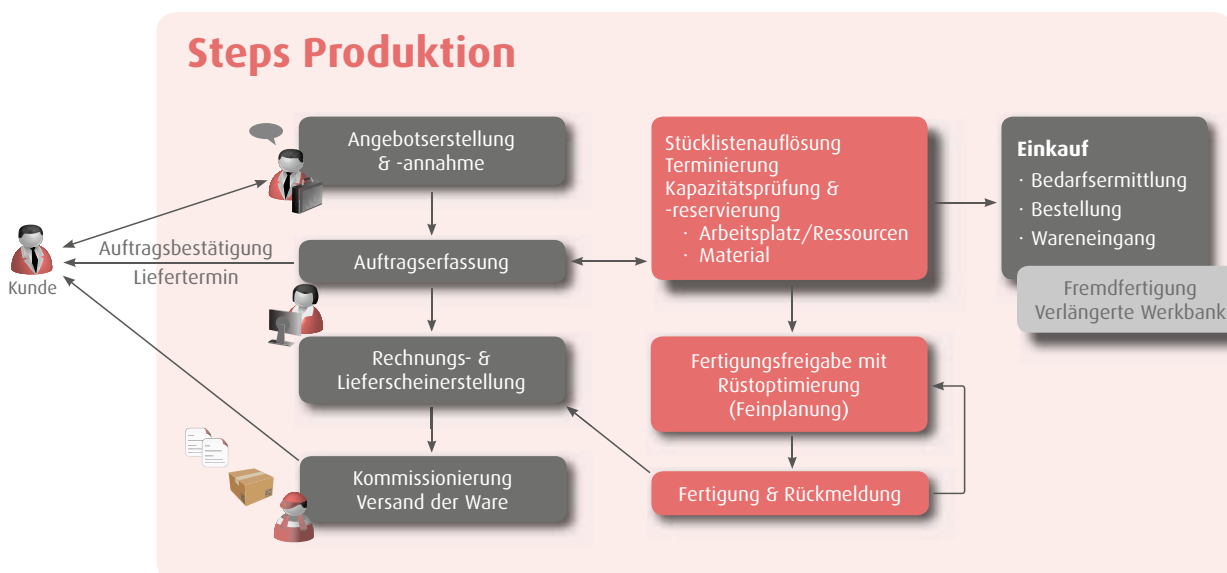 Steps Produktion
Angebotserstellung
& -annahme
Auftragsbestätigung
Liefertermin
Kunde
Auftragserfassung
Rechnungs- &
Lieferscheinerstellung
Kommissionierung
Versand der Ware
Stücklistenauflösung
Terminierung
Kapazitätsprüfung &
-reservierung
· Arbeitsplatz/Ressourcen
· Material
Fertigungsfreigabe mit
Rüstoptimierung
(Feinplanung)
Fertigung & Rückmeldung
Einkauf
· Bedarfsermittlung
· Bestellung
· Wareneingang
Fremdfertigung
Verlängerte Werkbank